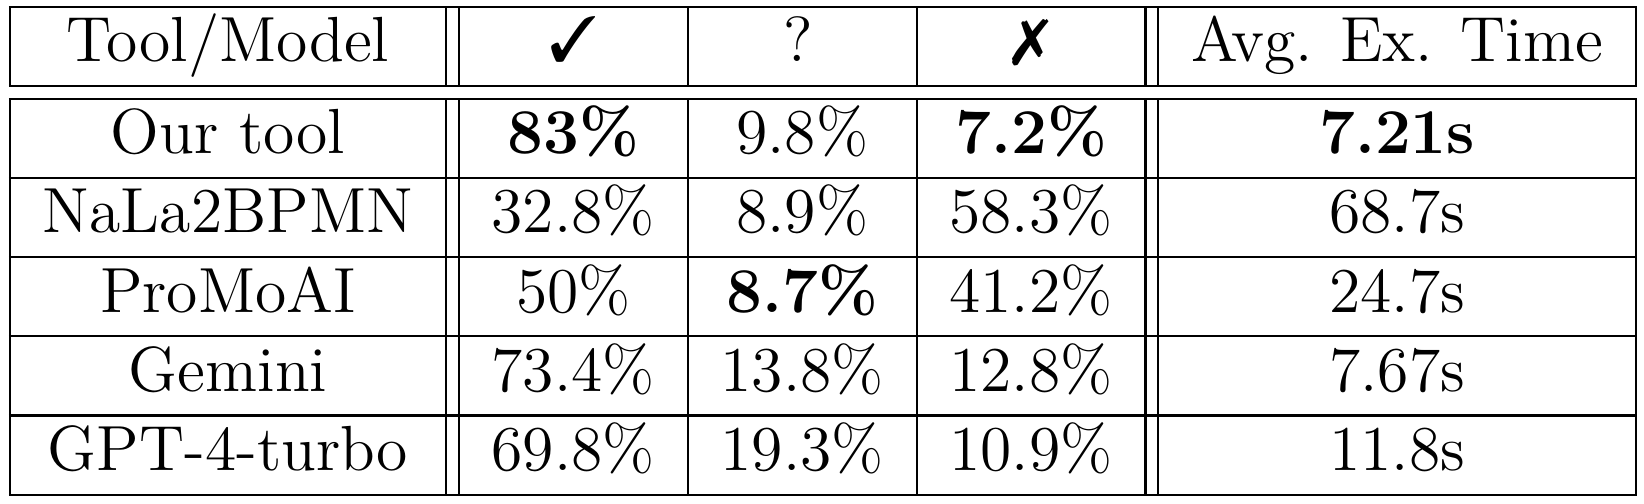 Tool/Model ✓ ? ✗ Avg. Ex. Time
Our tool 83% 9.8% 7.2% 7.21s
NaLa2BPMN 32.8% 8.9% 58.3% 68.7s
ProMoAI 50% 8.7% 41.2% 24.7s
Gemini 73.4% 13.8% 12.8% 7.67s
GPT-4-turbo 69.8% 19.3% 10.9% 11.8s